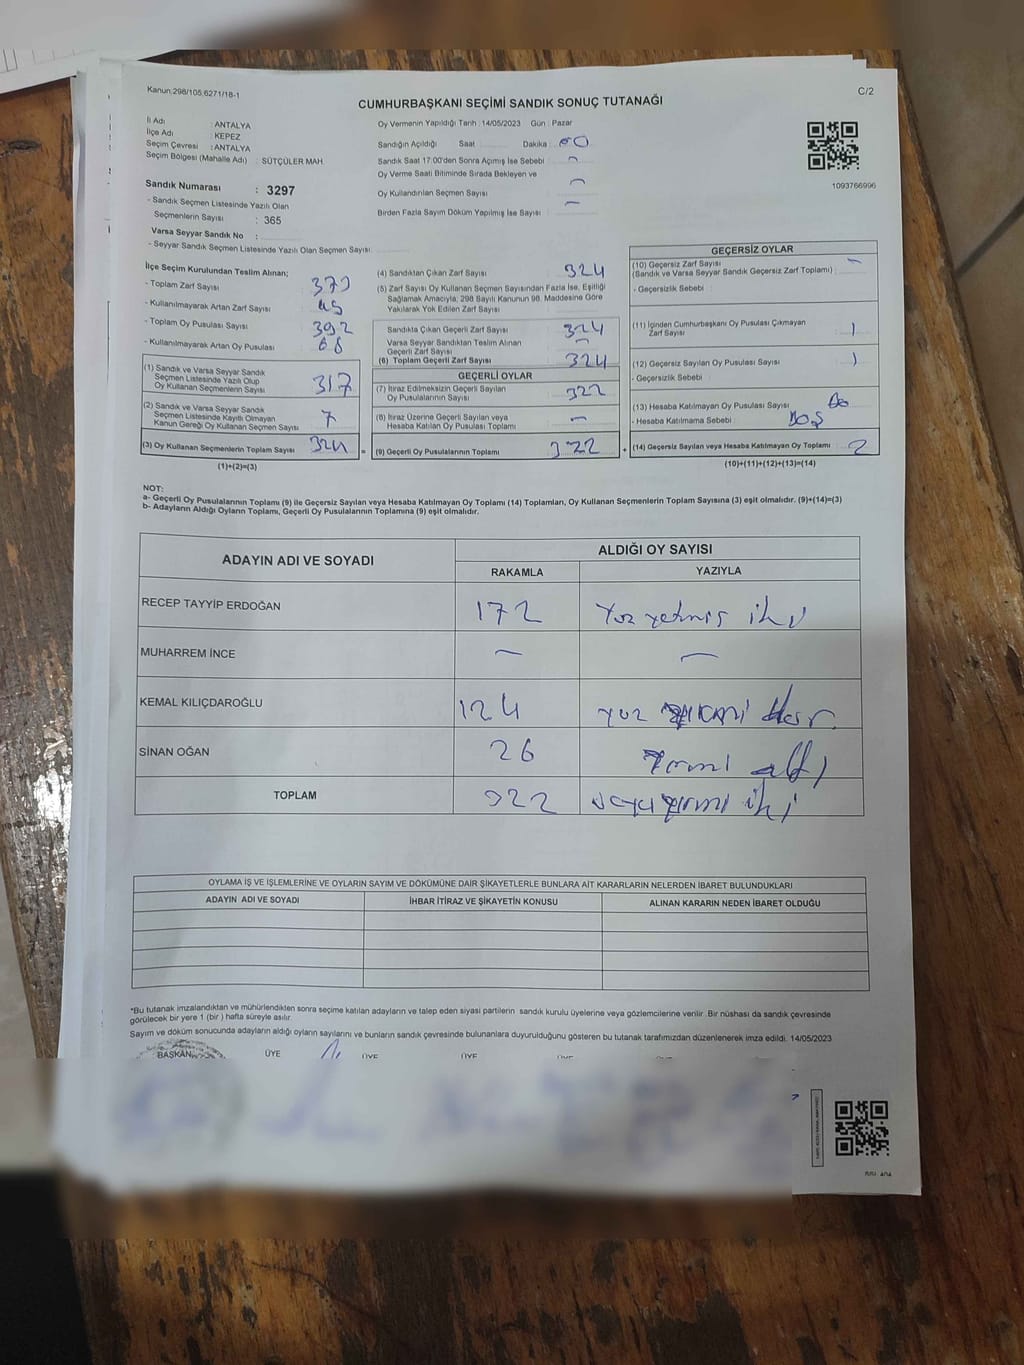 Kanun:298/105,6271/18-1
C/2
CUMHURBAŞKANI SEÇİMİ SANDIK SONUÇ TUTANAĞI
İl Adı : ANTALYA
İlçe Adı : KEPEZ
Seçim Çevresi : ANTALYA
Seçim Bölgesi (Mahalle Adı) : SÜTÇÜLER MAH.
Sandık Numarası : 3297
- Sandık Seçmen Listesinde Yazılı Olan
Seçmenlerin Sayısı : 365
Varsa Seyyar Sandık No :
- Seyyar Sandık Seçmen Listesinde Yazılı Olan Seçmen Sayısı:
Oy Vermenin Yapıldığı Tarih : 14/05/2023 Gün : Pazar
Sandığın Açıldığı Saat Dakika
Sandık Saat 17:00'den Sonra Açımış İse Sebebi : -
Oy Verme Saati Bitiminde Sırada Bekleyen ve
Oy Kullandırılan Seçmen Sayısı -
Birden Fazla Sayım Döküm Yapılmış İse Sayısı : -
1093766996
İlçe Seçim Kurulundan Teslim Alınan;
- Toplam Zarf Sayısı :
- Kullanılmayarak Artan Zarf Sayısı : 45
- Toplam Oy Pusulası Sayısı : 392
- Kullanılmayarak Artan Oy Pusulası : 68
(1) Sandık ve Varsa Seyyar Sandık
Seçmen Listesinde Yazılı Olup
Oy Kullanan Seçmenlerin Sayısı 317
(2) Sandık ve Varsa Seyyar Sandık
Seçmen Listesinde Kayıtlı Olmayan
Kanun Gereği Oy Kullanan Seçmen Sayısı 7
(3) Oy Kullanan Seçmenlerin Toplam Sayısı 324
(1)+(2)=(3)
(4) Sandıktan Çıkan Zarf Sayısı : 324
(5) Zarf Sayısı Oy Kullanan Seçmen Sayısından Fazla İse, Eşitliği
Sağlamak Amacıyla; 298 Sayılı Kanunun 98. Maddesine Göre
Yakılarak Yok Edilen Zarf Sayısı :
Sandıkta Çıkan Geçerli Zarf Sayısı : 324
Varsa Seyyar Sandıktan Teslim Alınan
Geçerli Zarf Sayısı : -
(6) Toplam Geçerli Zarf Sayısı : 324
GEÇERLİ OYLAR
(7) İtiraz Edilmeksizin Geçerli Sayılan
Oy Pusulalarının Sayısı : 322
(8) İtiraz Üzerine Geçerli Sayılan veya
Hesaba Katılan Oy Pusulası Toplamı : -
= (9) Geçerli Oy Pusulalarının Toplamı : 322
GEÇERSİZ OYLAR
(10) Geçersiz Zarf Sayısı : -
(Sandık ve Varsa Seyyar Sandık Geçersiz Zarf Toplamı)
- Geçersizlik Sebebi :
(11) İçinden Cumhurbaşkanı Oy Pusulası Çıkmayan
Zarf Sayısı : 1
(12) Geçersiz Sayılan Oy Pusulası Sayısı : 1
- Geçersizlik Sebebi :
(13) Hesaba Katılmayan Oy Pusulası Sayısı :
- Hesaba Katılmama Sebebi : Boş
+ (14) Geçersiz Sayılan veya Hesaba Katılmayan Oy Toplamı : 2
(10)+(11)+(12)+(13)=(14)
NOT:
a- Geçerli Oy Pusulalarının Toplamı (9) ile Geçersiz Sayılan veya Hesaba Katılmayan Oy Toplamı (14) Toplamları, Oy Kullanan Seçmenlerin Toplam Sayısına (3) eşit olmalıdır. (9)+(14)=(3)
b- Adayların Aldığı Oyların Toplamı, Geçerli Oy Pusulalarının Toplamına (9) eşit olmalıdır.
ADAYIN ADI VE SOYADI
ALDIĞI OY SAYISI
RAKAMLA YAZIYLA
RECEP TAYYİP ERDOĞAN 172 Yüz yetmiş iki
MUHARREM İNCE - -
KEMAL KILIÇDAROĞLU 124 yüz
SİNAN OĞAN 26 yirmi altı
TOPLAM 322 üçyüzyirmi iki
OYLAMA İŞ VE İŞLEMLERİNE VE OYLARIN SAYIM VE DÖKÜMÜNE DAİR ŞİKAYETLERLE BUNLARA AİT KARARLARIN NELERDEN İBARET BULUNDUKLARI
ADAYIN ADI VE SOYADI İHBAR İTİRAZ VE ŞİKAYETİN KONUSU ALINAN KARARIN NEDEN İBARET OLDUĞU
*Bu tutanak imzalandıktan ve mühürlendikten sonra seçime katılan adayların ve talep eden siyasi partilerin sandık kurulu üyelerine veya gözlemcilerine verilir. Bir nüshası da sandık çevresinde
görülecek bir yere 1 (bir ) hafta süreyle asılır.
Sayım ve döküm sonucunda adayların aldığı oyların sayılarını ve bunların sandık çevresinde bulunanlara duyurulduğunu gösteren bu tutanak tarafımızdan düzenlenerek imza edildi. 14/05/2023
BAŞKAN ÜYE ÜYE ÜYE ÜYE